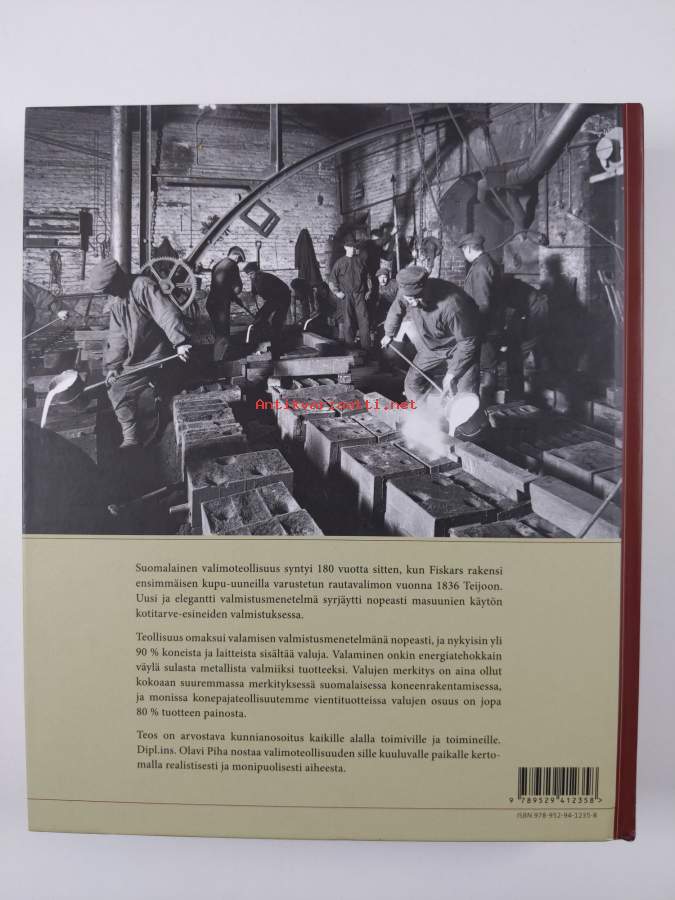 Antikvariaatti.net
Suomalainen valimoteollisuus syntyi 180 vuotta sitten, kun Fiskars rakensi
ensimmäisen kupu-uuneilla varustetun rautavalimon vuonna 1836 Teijoon.
Uusi ja elegantti valmistusmenetelmä syrjäytti nopeasti masuunien käytön
kotitarve-esineiden valmistuksessa.
Teollisuus omaksui valamisen valmistusmenetelmänä nopeasti, ja nykyisin yli
90 % koneista ja laitteista sisältää valuja. Valaminen onkin energiatehokkain
väylä sulasta metallista valmiiksi tuotteeksi. Valujen merkitys on aina ollut
kokoaan suuremmassa merkityksessä suomalaisessa koneenrakentamisessa,
ja monissa konepajateollisuutemme vientituotteissa valujen osuus on jopa
80 % tuotteen painosta.
Teos on arvostava kunnianosoitus kaikille alalla toimiville ja toimineille.
Dipl.ins. Olavi Piha nostaa valimoteollisuuden sille kuuluvalle paikalle kerto-
malla realistisesti ja monipuolisesti aiheesta.
9 789529 412358 >
ISBN 978-952-94-1235-8